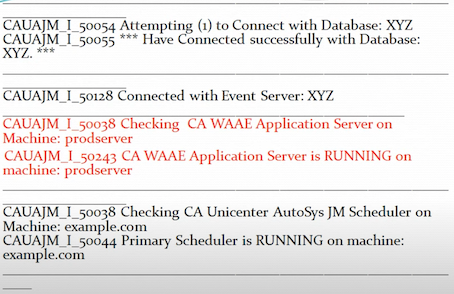 CAUAJM_I_50054 Attempting (1) to Connect with Database: XYZ
CAUAJM_I_50055 *** Have Connected successfully with Database:
XYZ. ***
CAUAJM_I_50128 Connected with Event Server: XYZ
CAUAJM_I_50038 Checking CA WAAE Application Server on
Machine: prodserver
CAUAJM_I_50243 CA WAAE Application Server is RUNNING on
machine: prodserver
CAUAJM_I_50038 Checking CA Unicenter AutoSys JM Scheduler on
Machine: example.com
CAUAJM_I_50044 Primary Scheduler is RUNNING on machine:
example.com